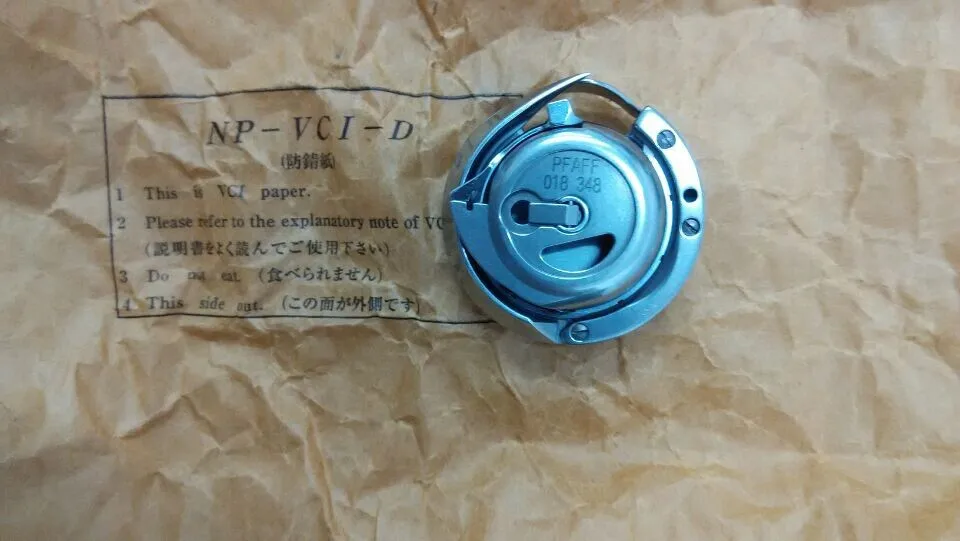 NP-VCI-D
(防錆紙)
1 This is VCI paper.
2 Please refer to the explanatory note of VC
(説明書をよく読んでご使用下さい)
3 Do not eat. (食べられません)
4 This side out. (この面が外側です)
PFAFF
018 348